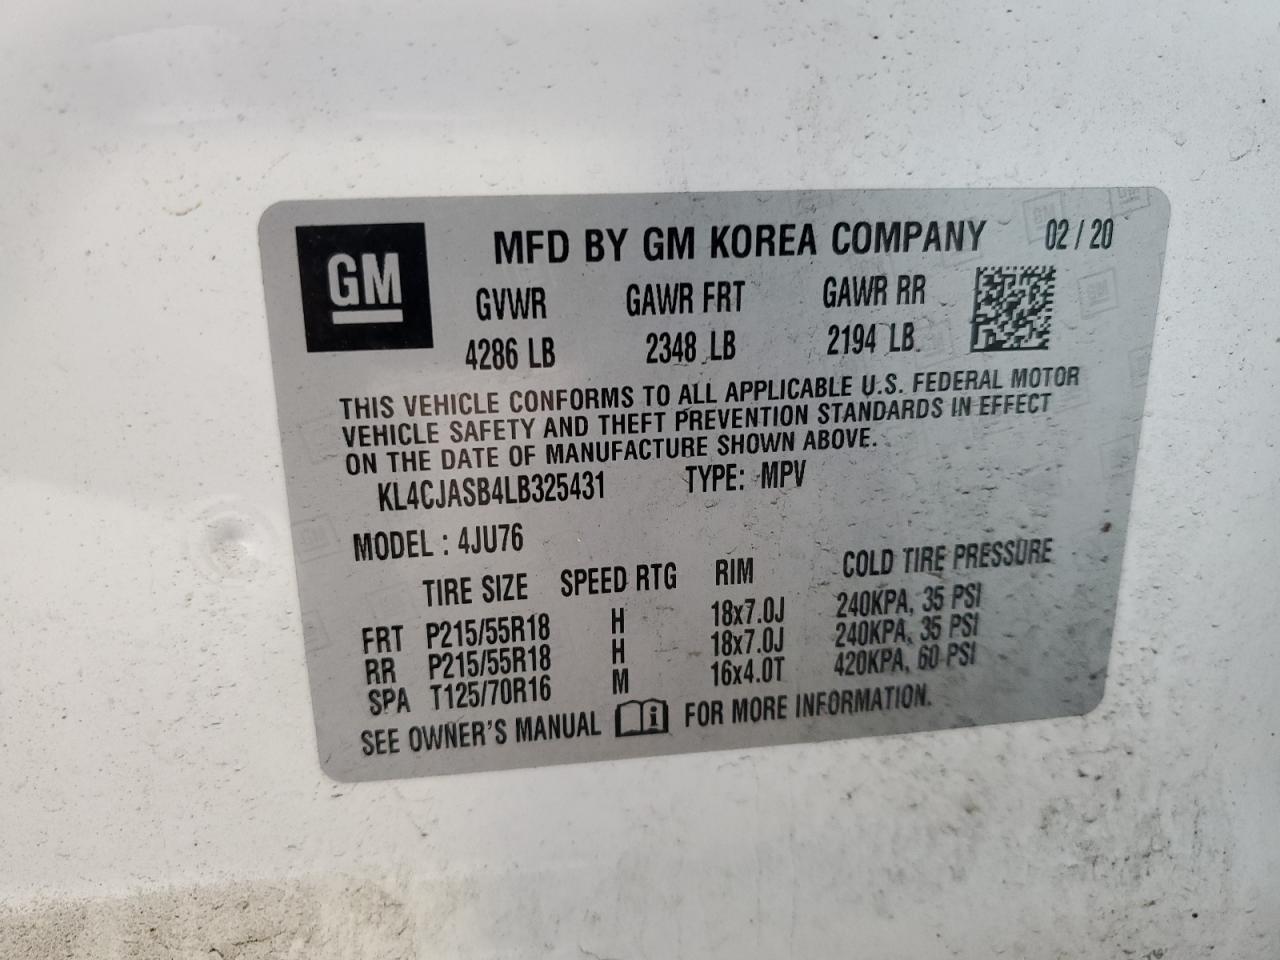 GM
MFD BY GM KOREA COMPANY 02/20
GVWR GAWR FRT GAWR RR
4286 LB 2348 LB 2194 LB
THIS VEHICLE CONFORMS TO ALL APPLICABLE U.S. FEDERAL MOTOR
VEHICLE SAFETY AND THEFT PREVENTION STANDARDS IN EFFECT
ON THE DATE OF MANUFACTURE SHOWN ABOVE.
KL4CJASB4LB325431 TYPE: MPV
MODEL : 4JU76
TIRE SIZE SPEED RTG RIM COLD TIRE PRESSURE
FRT P215/55R18 H 18x7.0J 240KPA, 35 PSI
RR P215/55R18 H 18x7.0J 240KPA, 35 PSI
SPA T125/70R16 M 16x4.0T 420KPA, 60 PSI
SEE OWNER'S MANUAL FOR MORE INFORMATION.